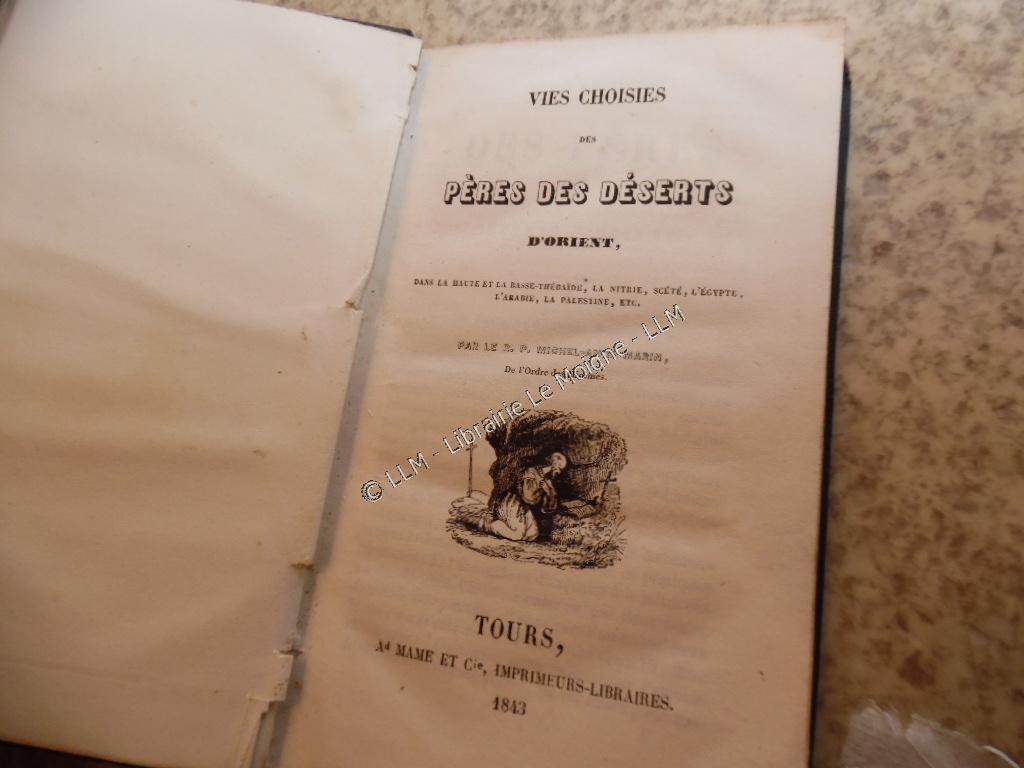 VIES CHOISIES
DES
PÈRES DES DÉSERTS
D'ORIENT,
DANS LA HAUTE ET LA BASSE-THÉBAÏDE, LA NITRIE, SCÉTÉ, L'ÉGYPTE,
L'ARABIE, LA PALESTINE, ETC.
PAR LE R. P. MICHEL- MARIN,
De l'Ordre
© LLM - Librairie Le Moigne - LLM
TOURS,
Ad MAME ET Cie, IMPRIMEURS-LIBRAIRES.
1843